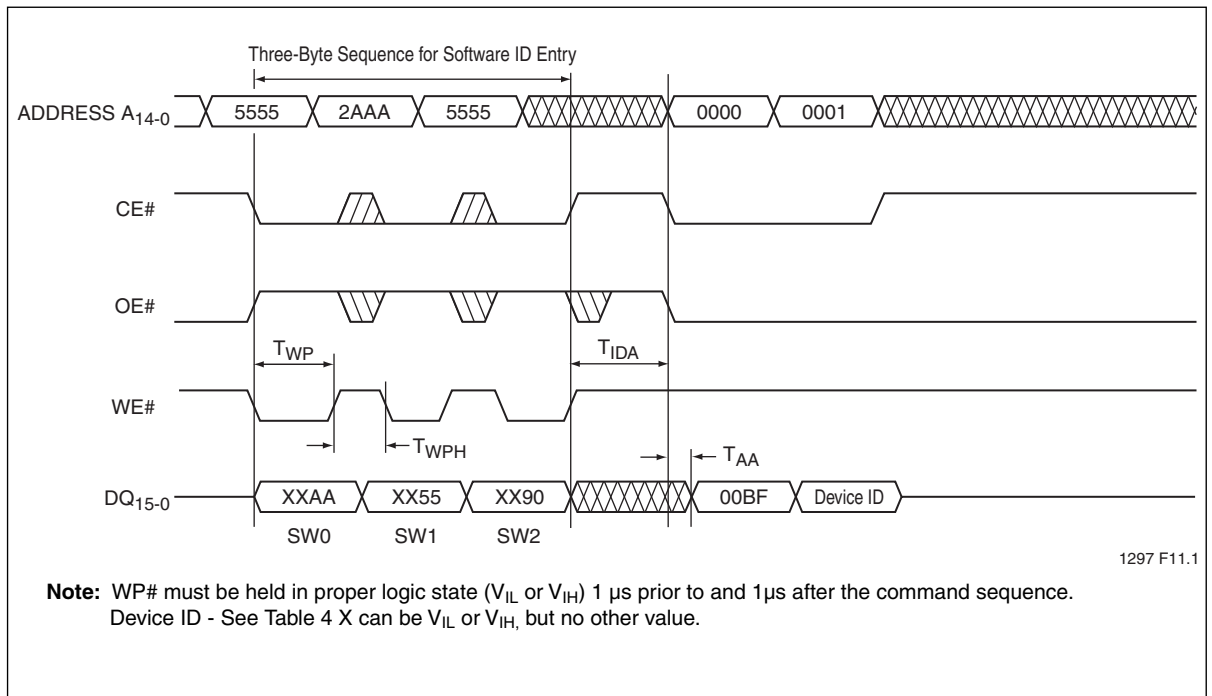 Three-Byte Sequence for Software ID Entry
ADDRESS A14-0 5555 2AAA 5555 0000 0001
CE#
OE#
TWP TIDA
WE#
TWPH TAA
DQ15-0 XXAA XX55 XX90 00BF Device ID
SW0 SW1 SW2
1297 F11.1
Note: WP# must be held in proper logic state (VIL or VIH) 1 µs prior to and 1µs after the command sequence.
Device ID - See Table 4 X can be VIL or VIH, but no other value.